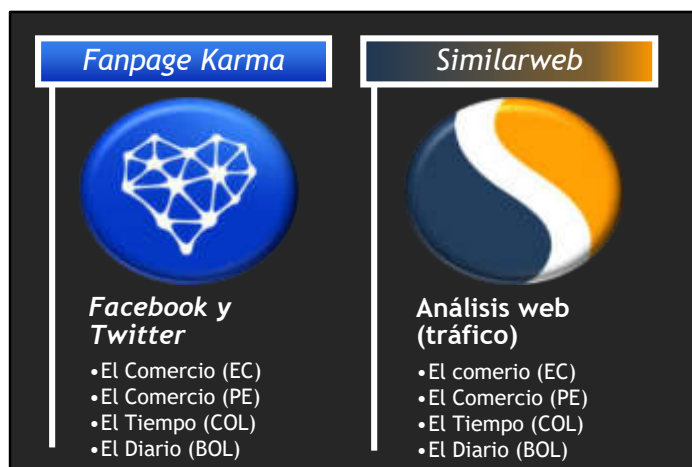 Fanpage Karma
Facebook y
Twitter
•El Comercio (EC)
•El Comercio (PE)
•El Tiempo (COL)
•El Diario (BOL)
Similarweb
Análisis web
(tráfico)
•El comerio (EC)
•El Comercio (PE)
•El Tiempo (COL)
•El Diario (BOL)